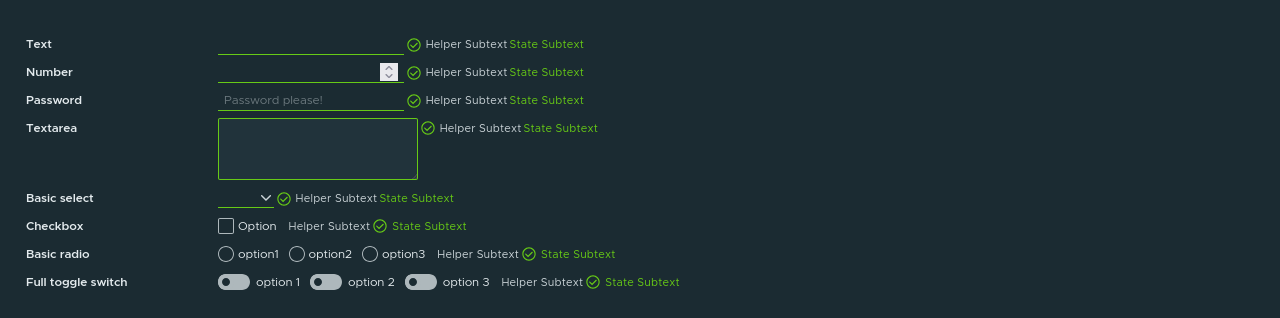 Text Helper Subtext State Subtext
Number Helper Subtext State Subtext
Password Password please! Helper Subtext State Subtext
Textarea Helper Subtext State Subtext
Basic select Helper Subtext State Subtext
Checkbox Option Helper Subtext State Subtext
Basic radio option1 option2 option3 Helper Subtext State Subtext
Full toggle switch option 1 option 2 option 3 Helper Subtext State Subtext